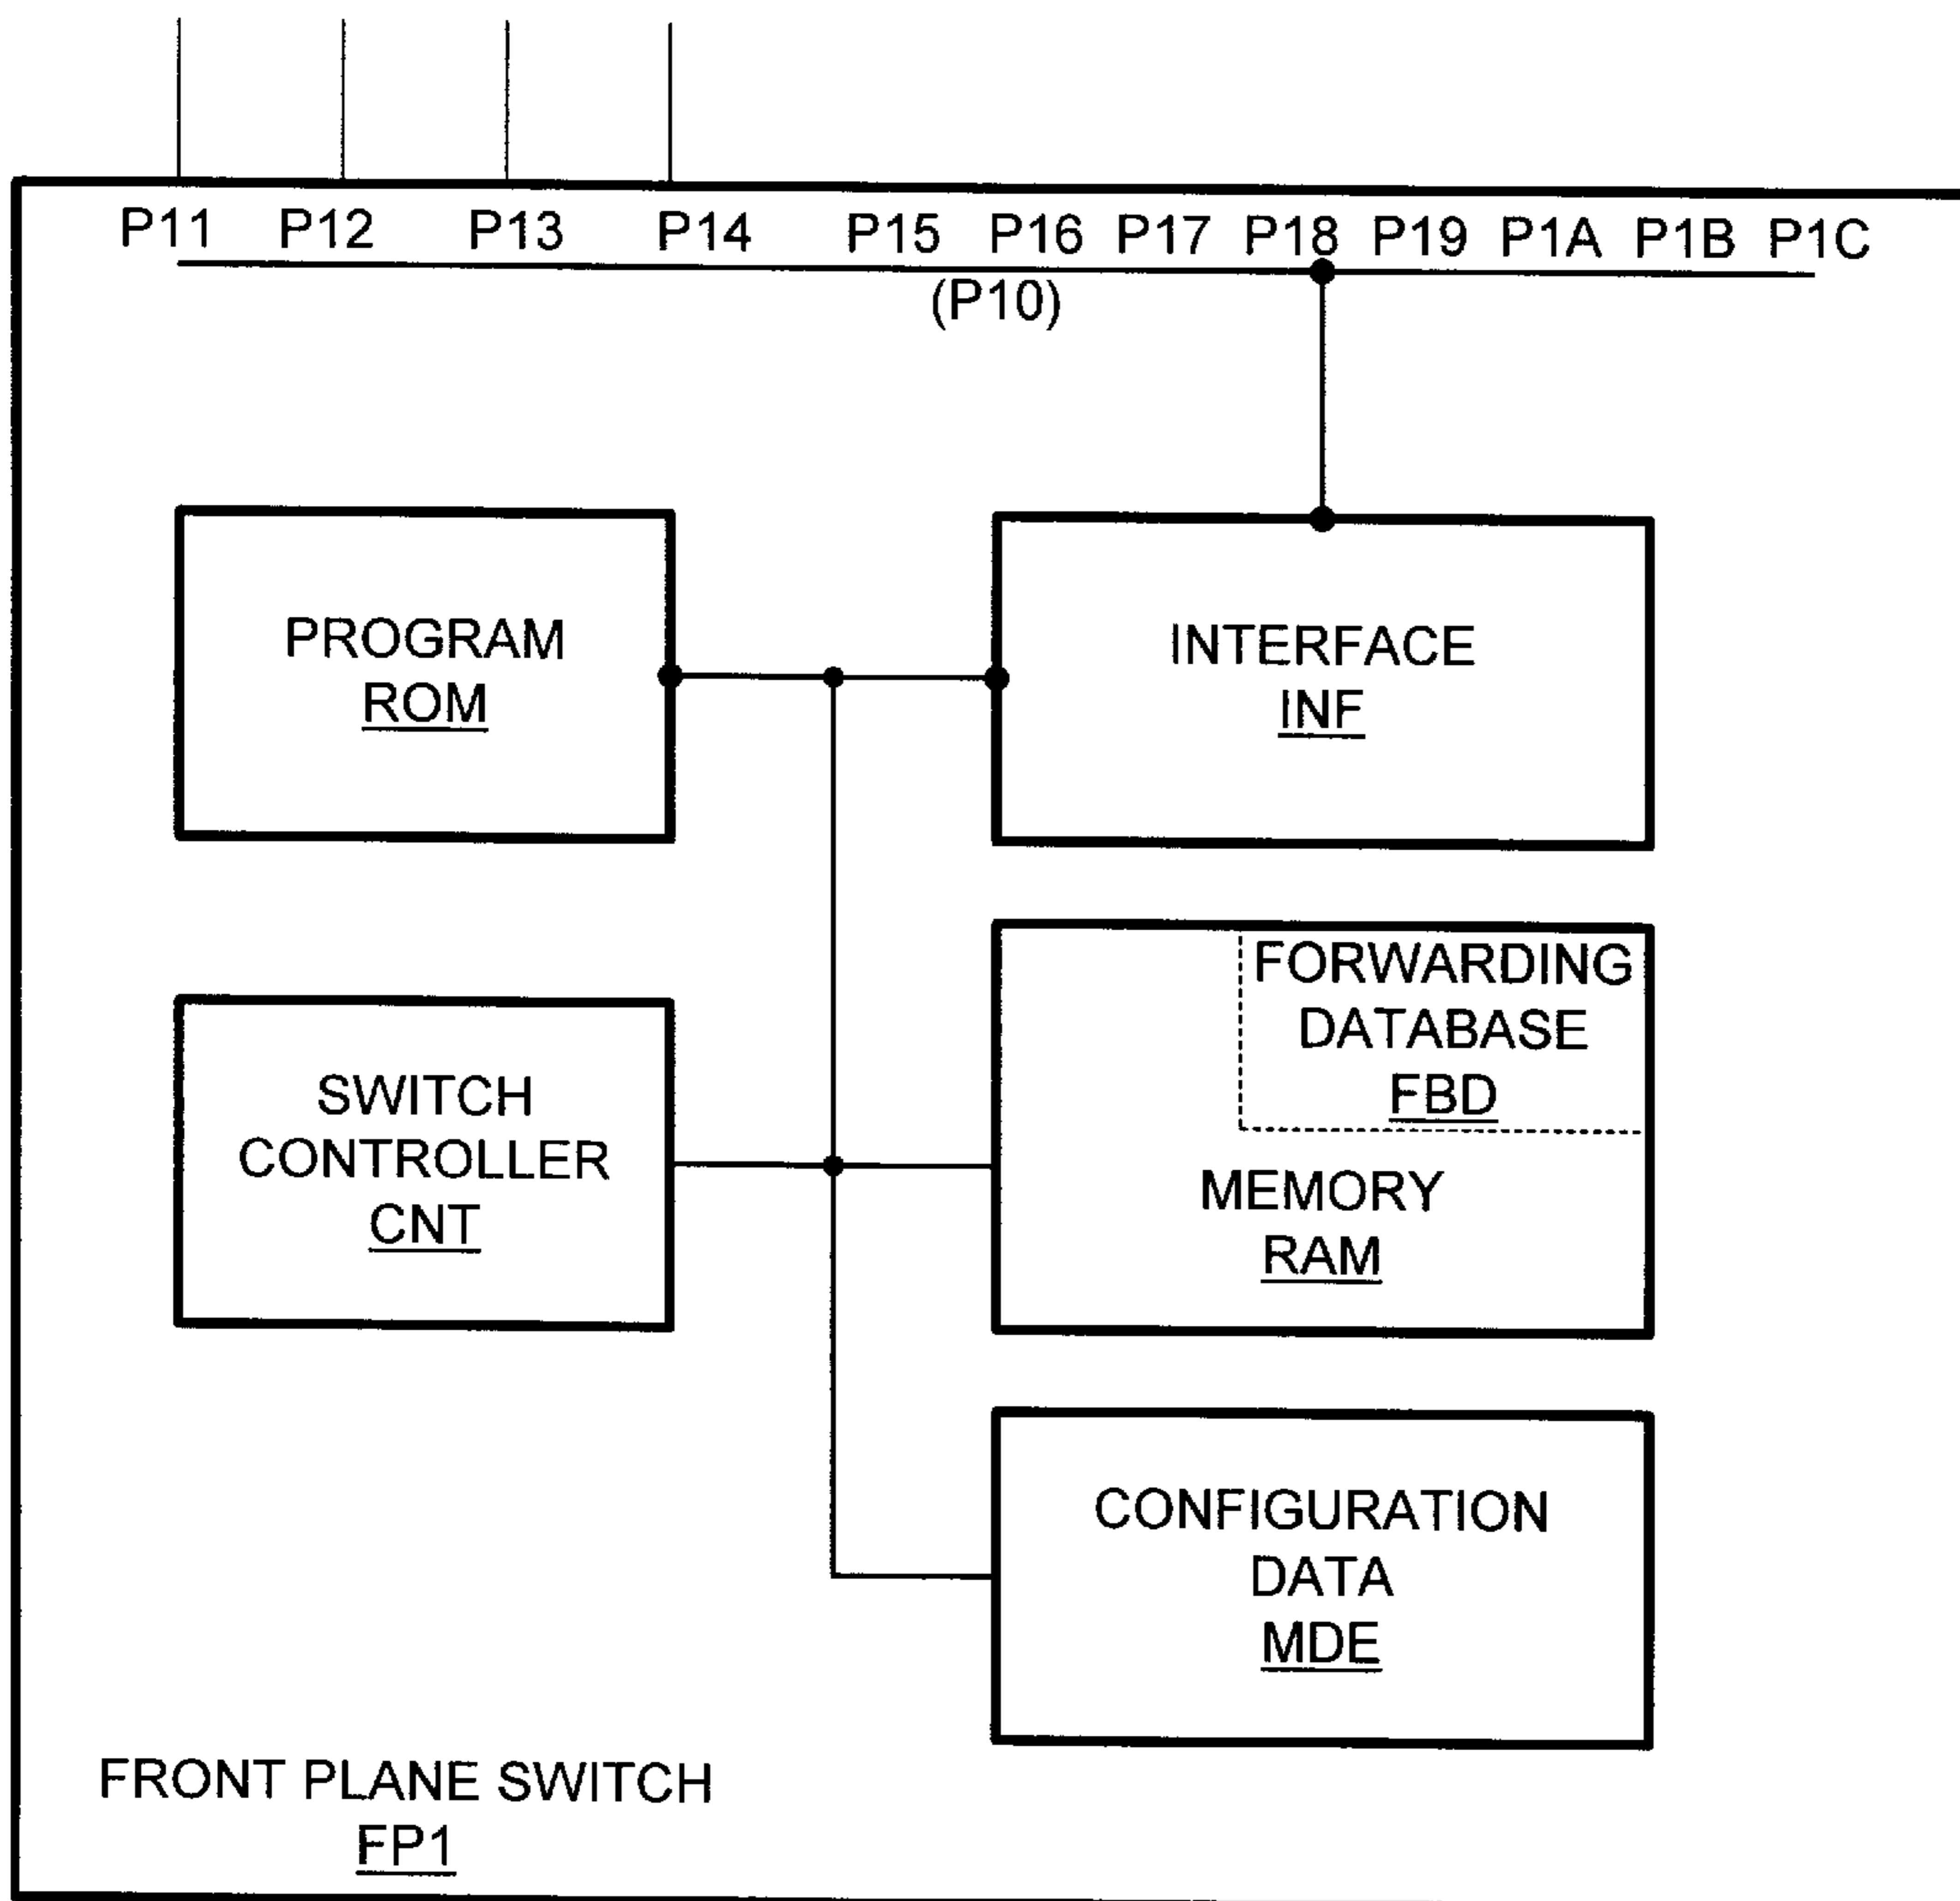 P11 P12 P13 P14 P15 P16 P17 P18 P19 P1A P1B P1C
(P10)
PROGRAM
ROM
INTERFACE
INF
SWITCH
CONTROLLER
CNT
FORWARDING
DATABASE
FBD
MEMORY
RAM
CONFIGURATION
DATA
MDE
FRONT PLANE SWITCH
FP1